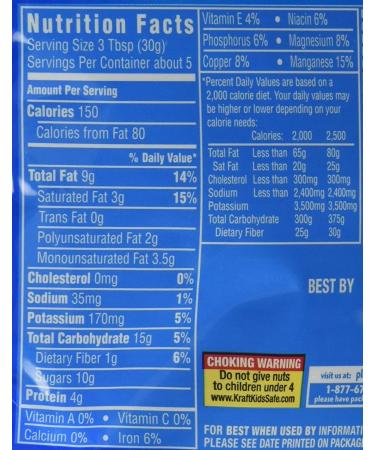 Nutrition Facts
Serving Size 3 Tbsp (30g)
Servings Per Container about 5
Amount Per Serving
Calories 150
Calories from Fat 80
% Daily Value*
Total Fat 9g 14%
Saturated Fat 3g 15%
Trans Fat 0g
Polyunsaturated Fat 2g
Monounsaturated Fat 3.5g
Cholesterol 0mg 0%
Sodium 35mg 1%
Potassium 170mg 5%
Total Carbohydrate 15g 5%
Dietary Fiber 1g 6%
Sugars 10g
Protein 4g
Vitamin A 0% • Vitamin C 0%
Calcium 0% • Iron 6%
Vitamin E 4% • Niacin 6%
Phosphorus 6% • Magnesium 8%
Copper 8% • Manganese 15%
*Percent Daily Values are based on a
2,000 calorie diet. Your daily values may
be higher or lower depending on your
calorie needs:
Calories: 2,000 2,500
Total Fat Less than 65g 80g
Sat Fat Less than 20g 25g
Cholesterol Less than 300mg 300mg
Sodium Less than 2,400mg 2,400mg
Potassium 3,500mg 3,500mg
Total Carbohydrate 300g 375g
Dietary Fiber 25g 30g
BEST BY
CHOKING WARNING
Do not give nuts
to children under 4
www.KraftKidsSafe.com
visit us at: pl
1-877-67
please have pack
FOR BEST WHEN USED BY INFORMATI
PLEASE SEE DATE PRINTED ON PACKAG